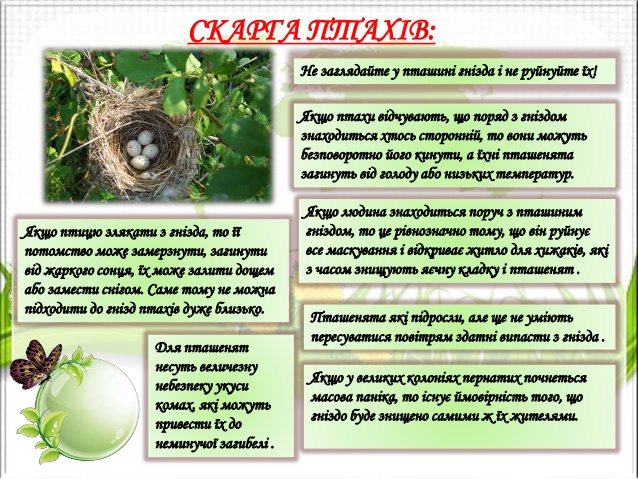 СКАРГА ПТАХІВ:
Не заглядайте у пташині гнізда і не руйнуйте їх!
Якщо птахи відчувають, що поряд з гніздом
знаходиться хтось сторонній, то вони можуть
безповоротно його кинути, а їхні пташенята
загинуть від голоду або низьких температур.
Якщо людина знаходиться поруч з пташиним
гніздом, то це рівнозначно тому, що він руйнує
все маскування і відкриває житло для хижаків, які
з часом знищують яєчну кладку і пташенят .
Якщо птицю злякати з гнізда, то її
потомство може замерзнути, загинути
від жаркого сонця, їх може залити дощем
або замести снігом. Саме тому не можна
підходити до гнізд птахів дуже близько.
Пташенята які підросли, але ще не уміють
пересуватися повітрям здатні випасти з гнізда .
Для пташенят
несуть величезну
небезпеку укуси
комах, які можуть
привести їх до
неминучої загибелі .
Якщо у великих колоніях пернатих почнеться
масова паніка, то існує ймовірність того, що
гніздо буде знищено самими ж їх жителями.